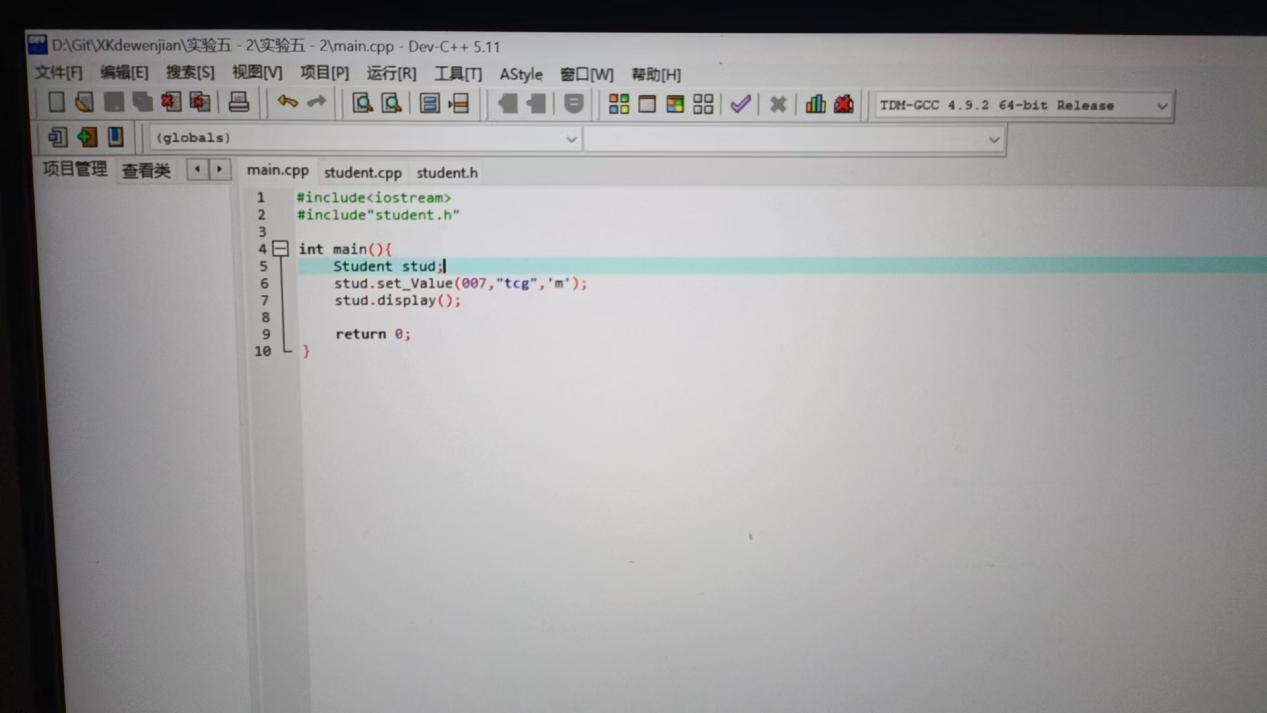 D:\Git\XKdewenjian\实验五 - 2\实验五 - 2\main.cpp - Dev-C++ 5.11
文件[F] 编辑[E] 搜索[S] 视图[V] 项目[P] 运行[R] 工具[T] AStyle 窗口[W] 帮助[H]
TDM-GCC 4.9.2 64-bit Release
(globals)
项目管理 查看类 main.cpp student.cpp student.h
1 #include<iostream>
2 #include"student.h"
3
4 int main(){
5 Student stud;
6 stud.set_Value(007,"tcg",'m');
7 stud.display();
8
9 return 0;
10 }